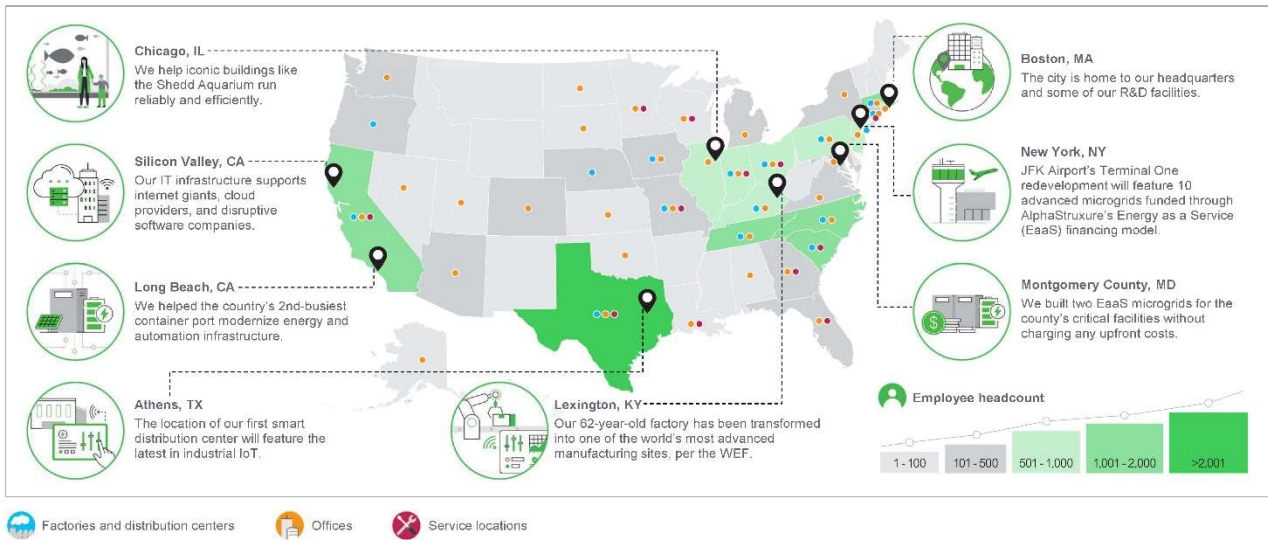 Chicago, IL
We help iconic buildings like
the Shedd Aquarium run
reliably and efficiently.
Silicon Valley, CA
Our IT infrastructure supports
internet giants, cloud
providers, and disruptive
software companies.
Long Beach, CA
We helped the country's 2nd-busiest
container port modernize energy and
automation infrastructure.
Athens, TX
The location of our first smart
distribution center will feature the
latest in industrial IoT.
Lexington, KY
Our 62-year-old factory has been transformed
into one of the world's most advanced
manufacturing sites, per the WEF.
Boston, MA
The city is home to our headquarters
and some of our R&D facilities.
New York, NY
JFK Airport's Terminal One
redevelopment will feature 10
advanced microgrids funded through
AlphaStruxure's Energy as a Service
(EaaS) financing model.
Montgomery County, MD
We built two EaaS microgrids for the
county's critical facilities without
charging any upfront costs.
$
Employee headcount
1 - 100
101 - 500
501 - 1,000
1,001 - 2,000
>2,001
Factories and distribution centers
Offices
Service locations